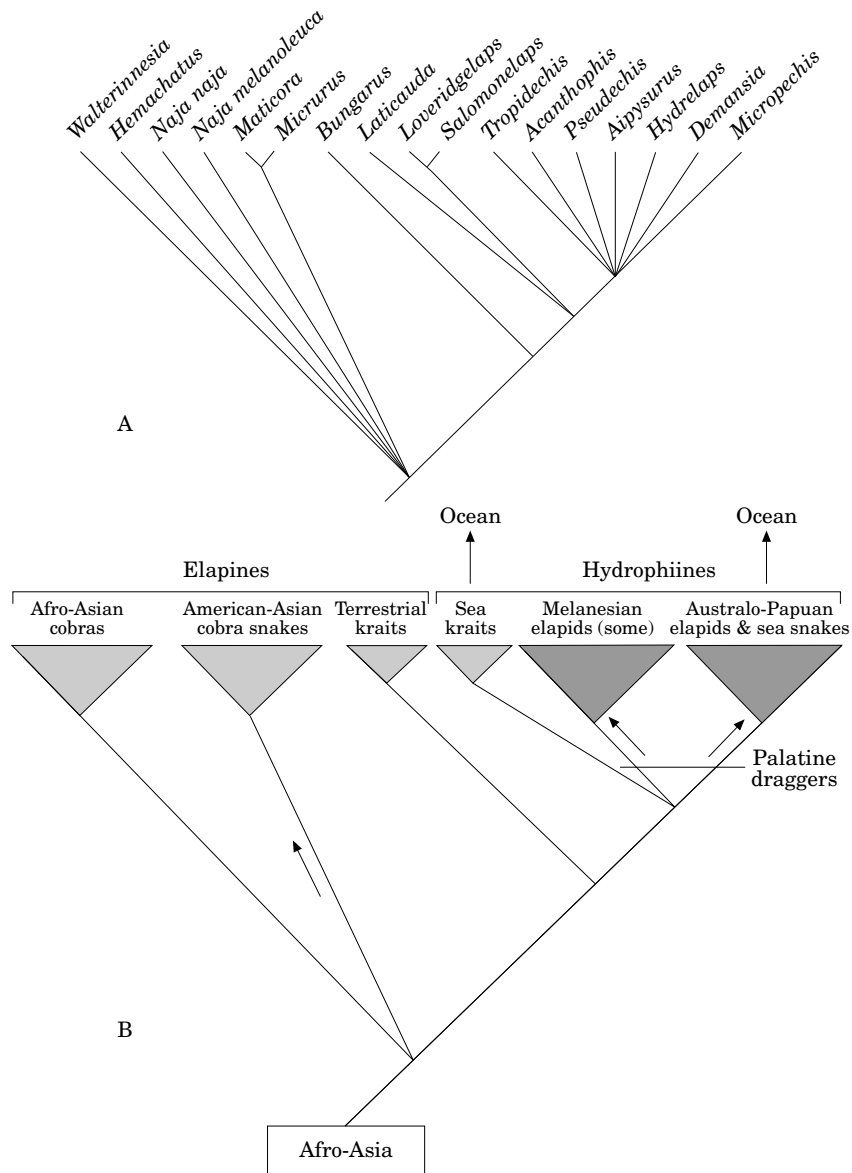 Walterinnesia
Hemachatus
Naja naja
Naja melanoleuca
Maticora
Micrurus
Bungarus
Laticauda
Loveridgelaps
Salomonelaps
Tropidechis
Acanthophis
Pseudechis
Aipysurus
Hydrelaps
Demansia
Micropechis
A
Ocean
Ocean
Elapines
Hydrophiines
Afro-Asian
cobras
American-Asian
cobra snakes
Terrestrial
kraits
Sea
kraits
Melanesian
elapids (some)
Australo-Papuan
elapids & sea snakes
Palatine
draggers
B
Afro-Asia